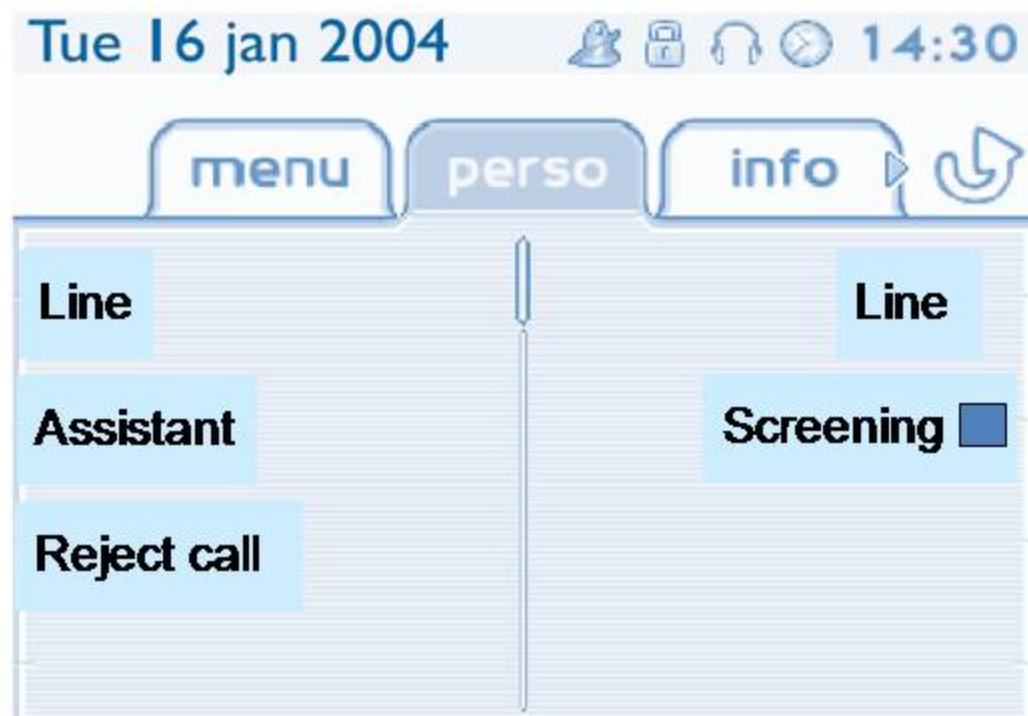 Tue 16 jan 2004 14:30
menu perso info
Line Line
Assistant Screening
Reject call